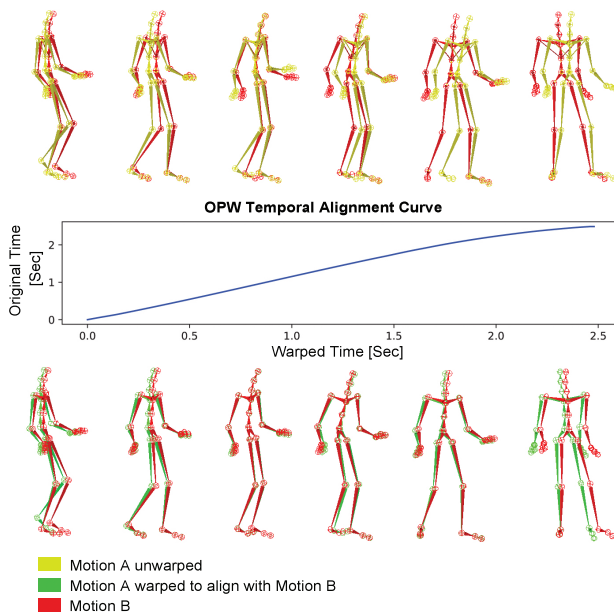 OPW Temporal Alignment Curve
Original Time
[Sec]
2
1
0
0.0
0.5
1.0
1.5
2.0
2.5
Warped Time [Sec]
Motion A unwarped
Motion A warped to align with Motion B
Motion B